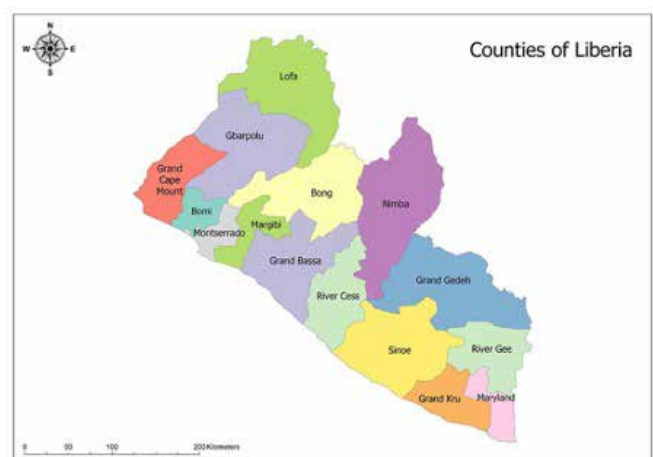 N
W E
S
Counties of Liberia
Lofa
Gbarpolu
Grand
Cape
Mount
Bong
Nimba
Bomi
Margibi
Montserrado
Grand Bassa
Grand Gedeh
River Cess
Sinoe
River Gee
Grand Kru
Maryland
0 50 100 200 Kilometers